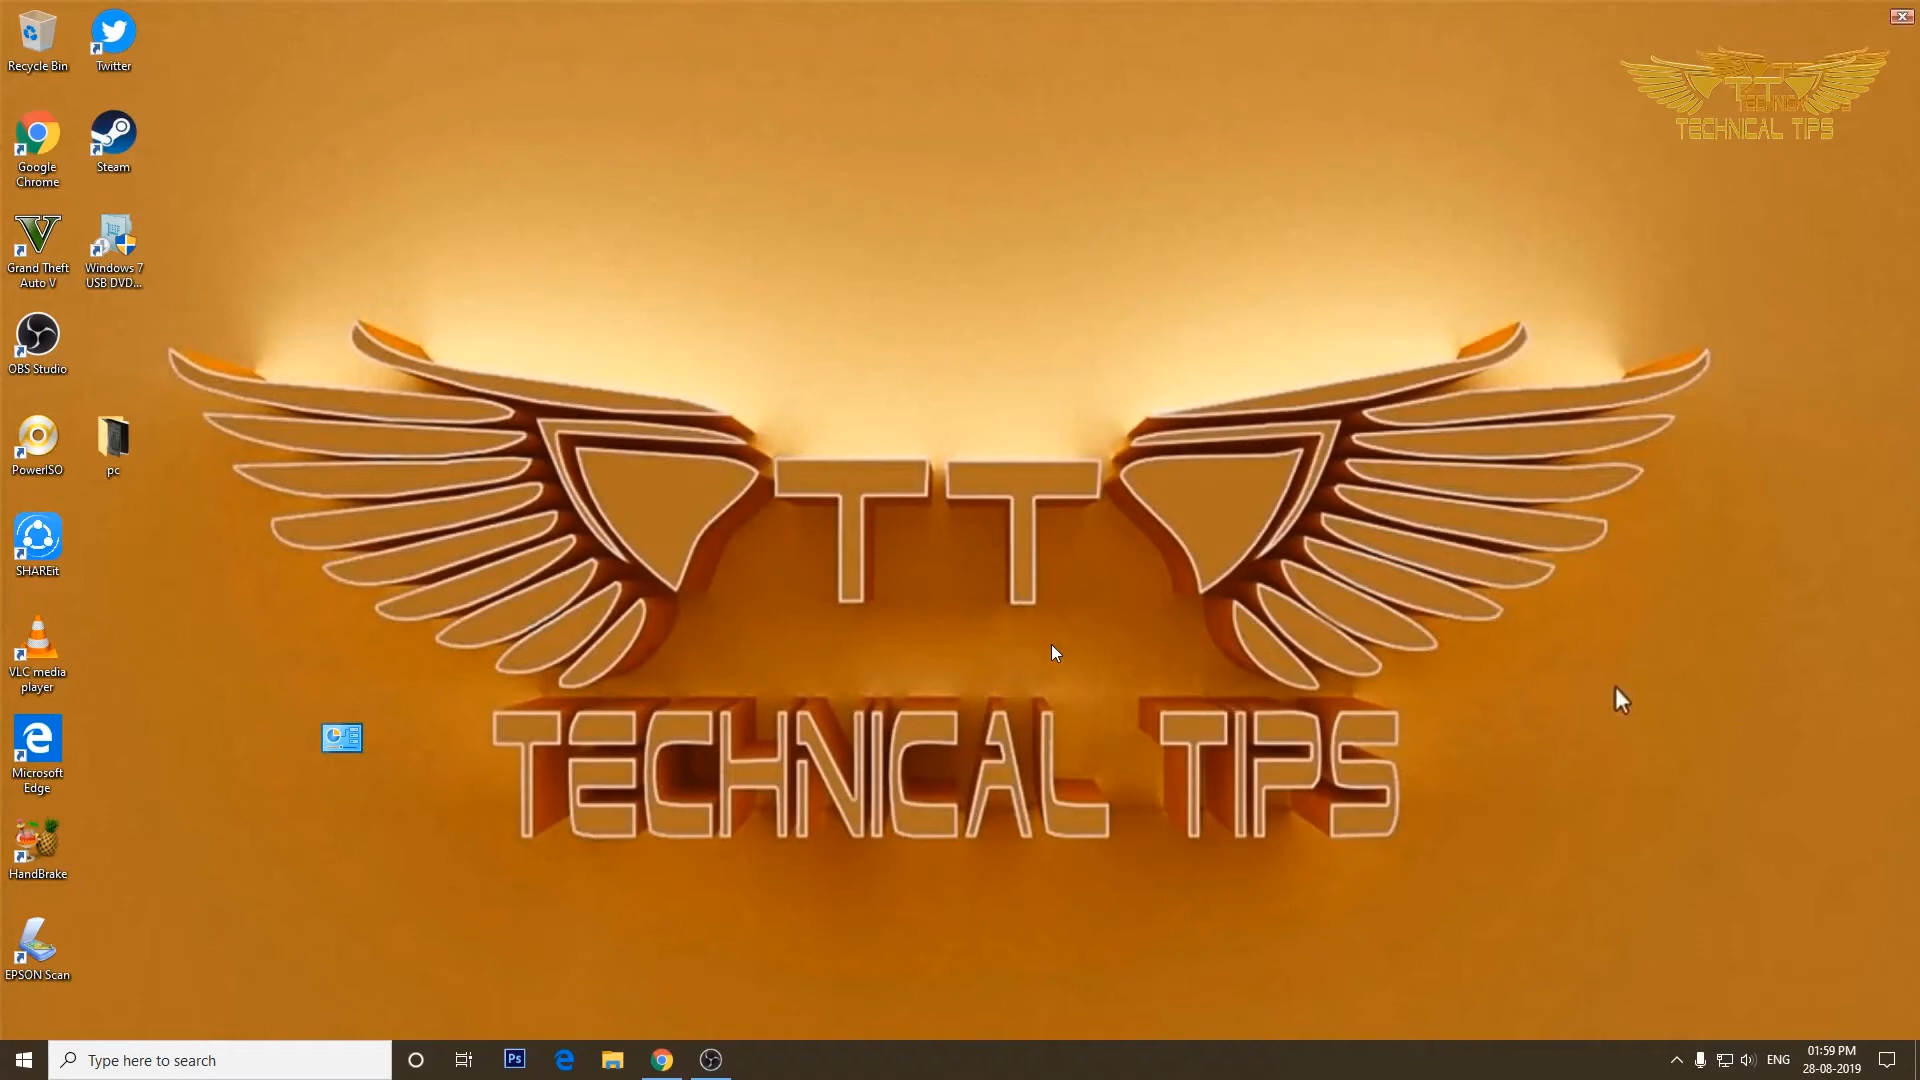 Recycle Bin
Twitter
Google
Chrome
Steam
Grand Theft
Auto V
Windows 7
USB DVD...
OBS Studio
PowerISO
pc
SHAREit
VLC media
player
Microsoft
Edge
HandBrake
EPSON Scan
TT
TECHNICAL TIPS
TT
TECHNICAL TIPS
Type here to search
Ps
ENG
01:59 PM
28-08-2019